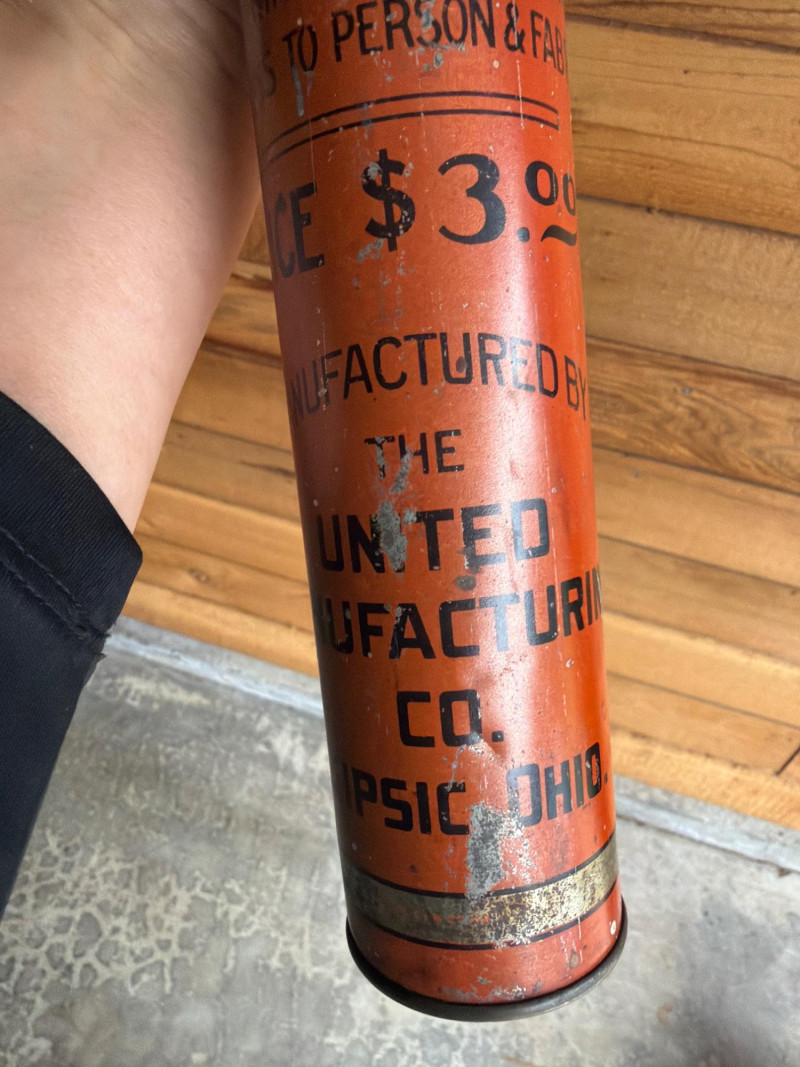 S TO PERSON & FAB
CE $3.00
NUFACTURED BY
THE
UNITED
UFACTURIN
CO.
IPSIC, OHIO.